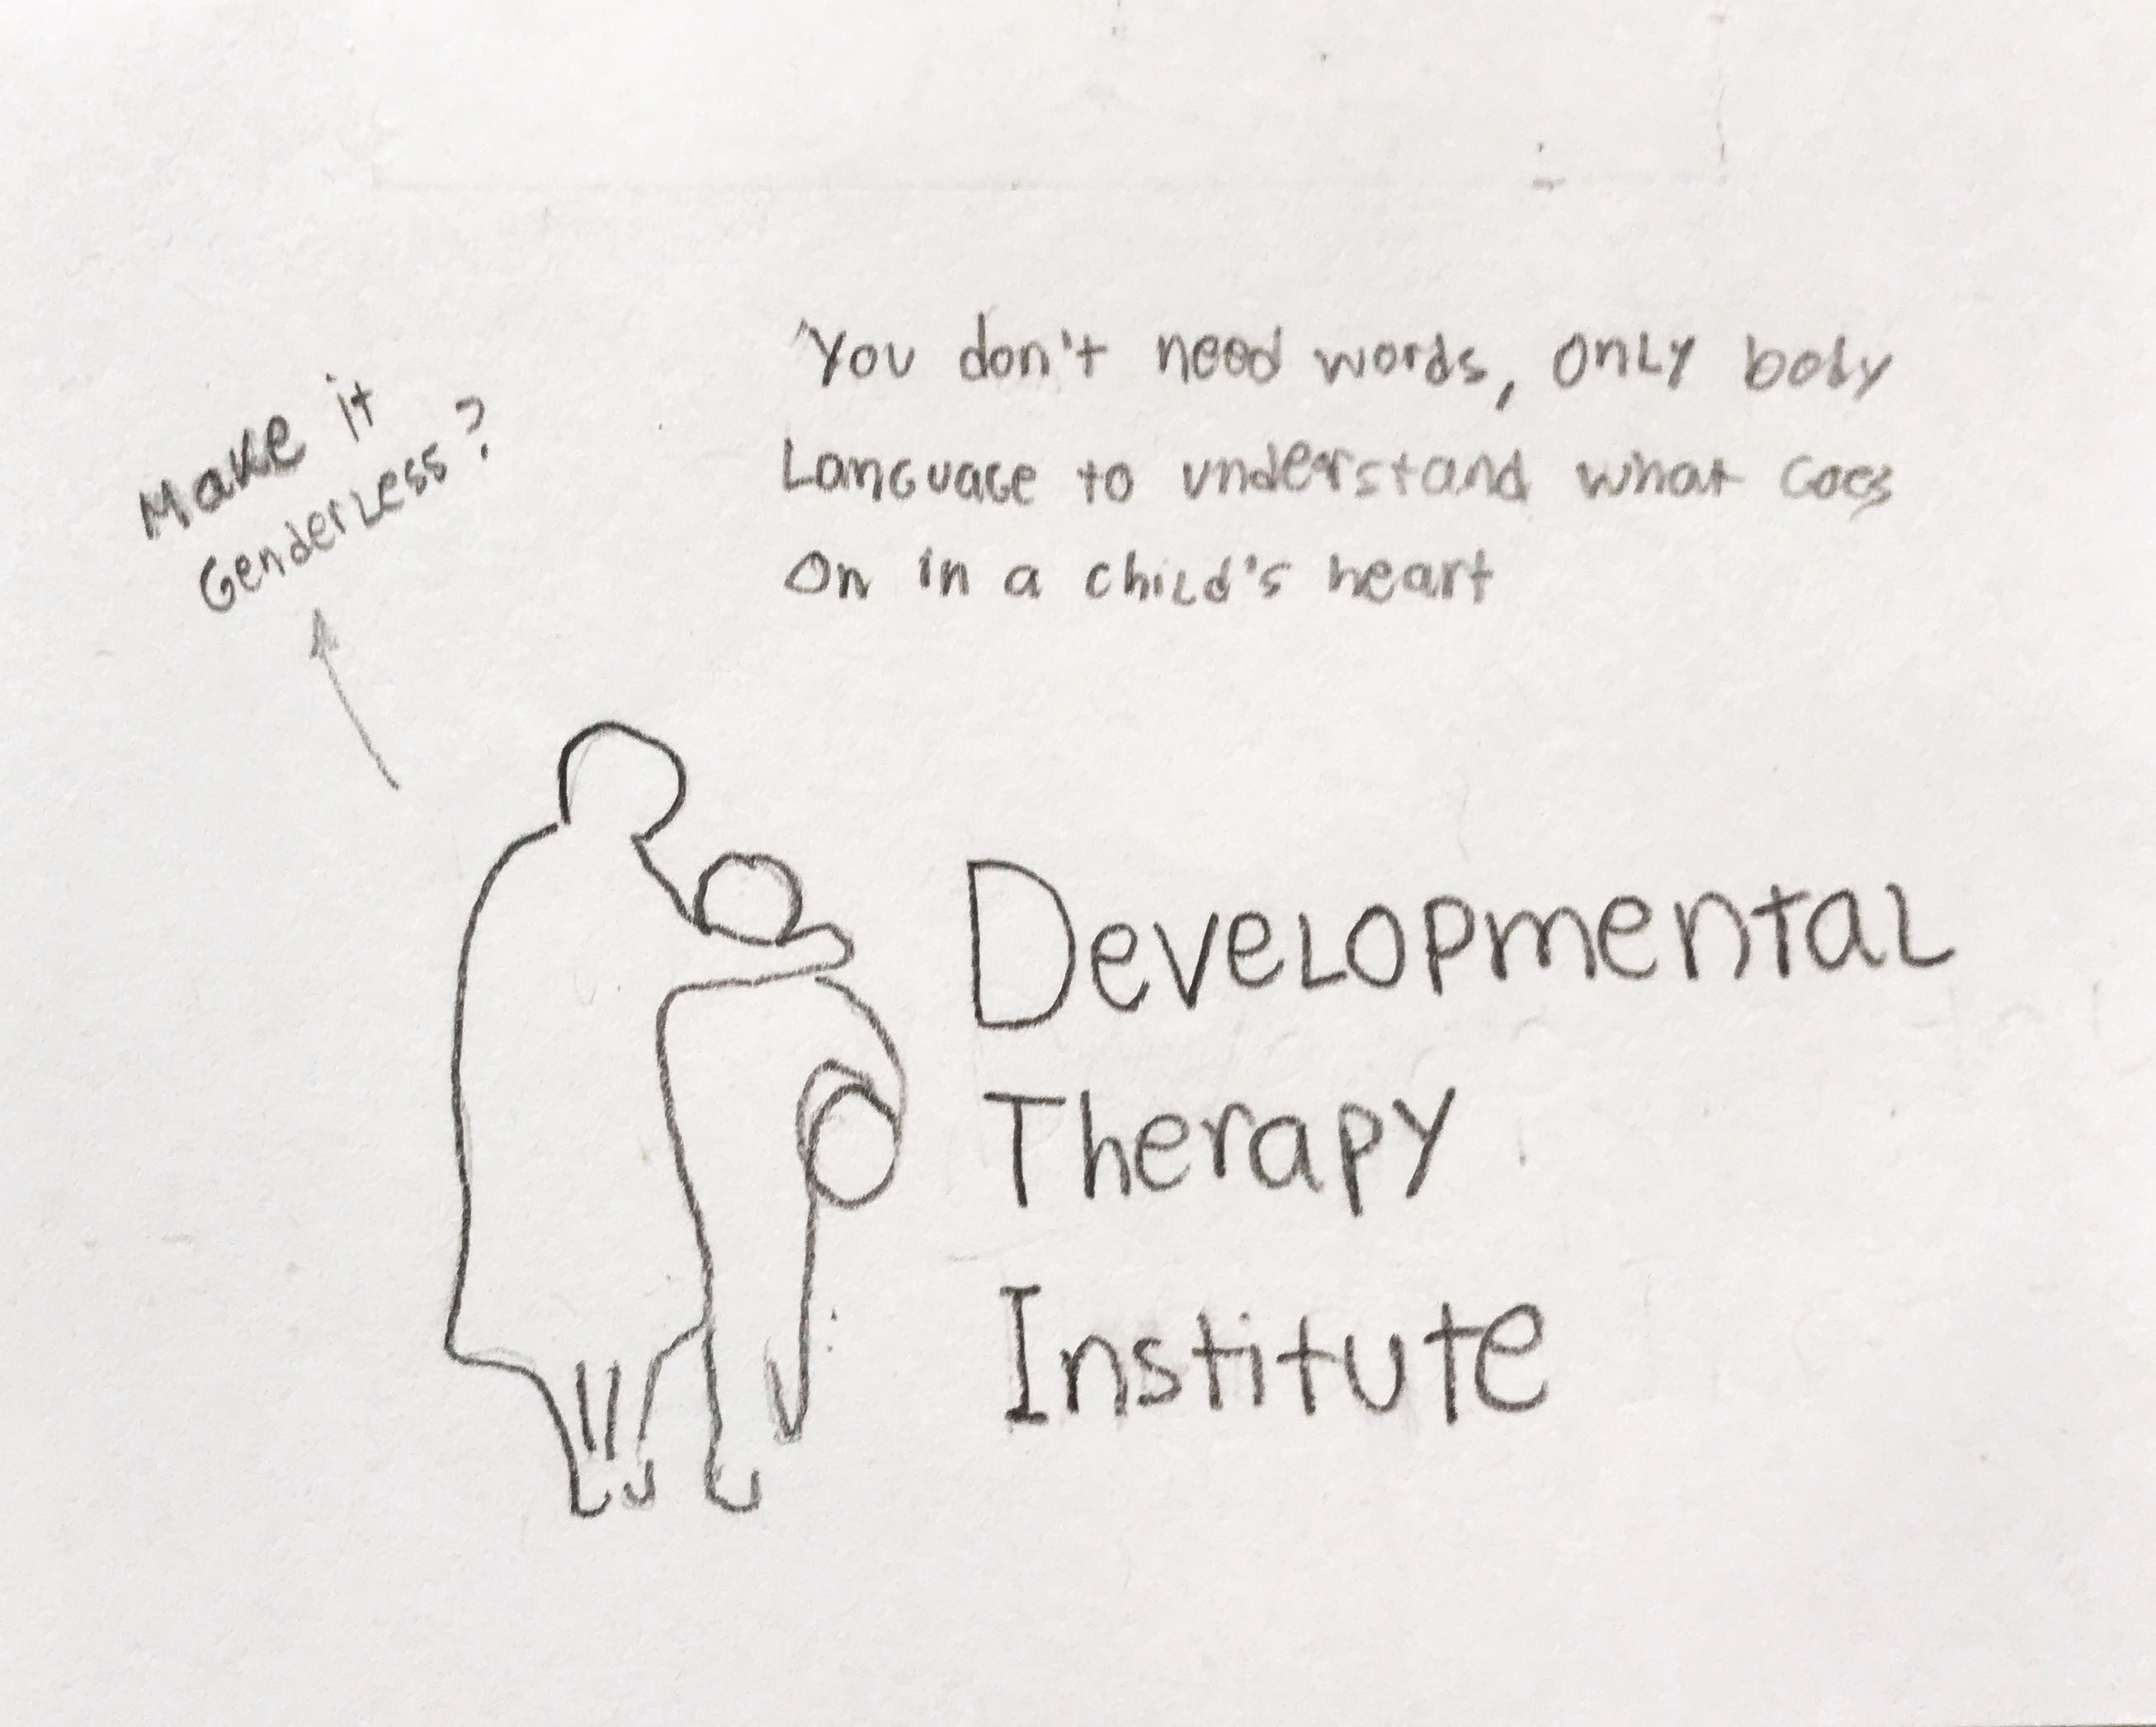 Make it
Genderless?
You don't need words, only body
Language to understand what goes
on in a child's heart
Developmental
Therapy
Institute